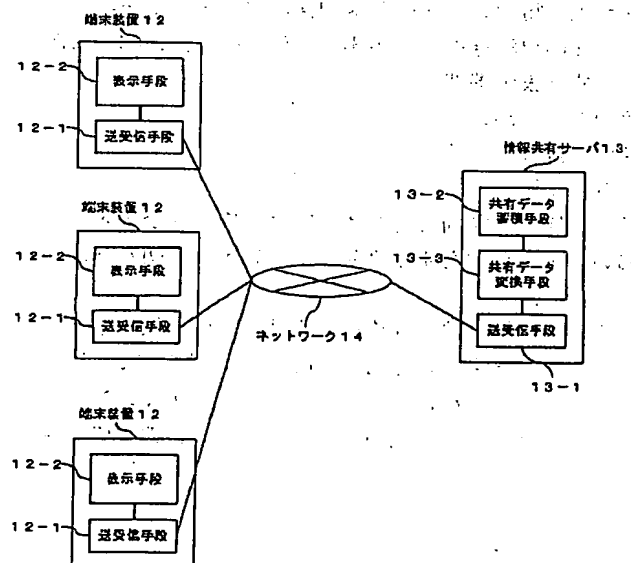 端末装置12
12-2
表示手段
12-1
送受信手段
端末装置12
12-2
表示手段
12-1
送受信手段
端末装置12
12-2
表示手段
12-1
送受信手段
ネットワーク14
情報共有サーバ13
13-2
共有データ
蓄積手段
13-3
共有データ
変換手段
送受信手段
13-1